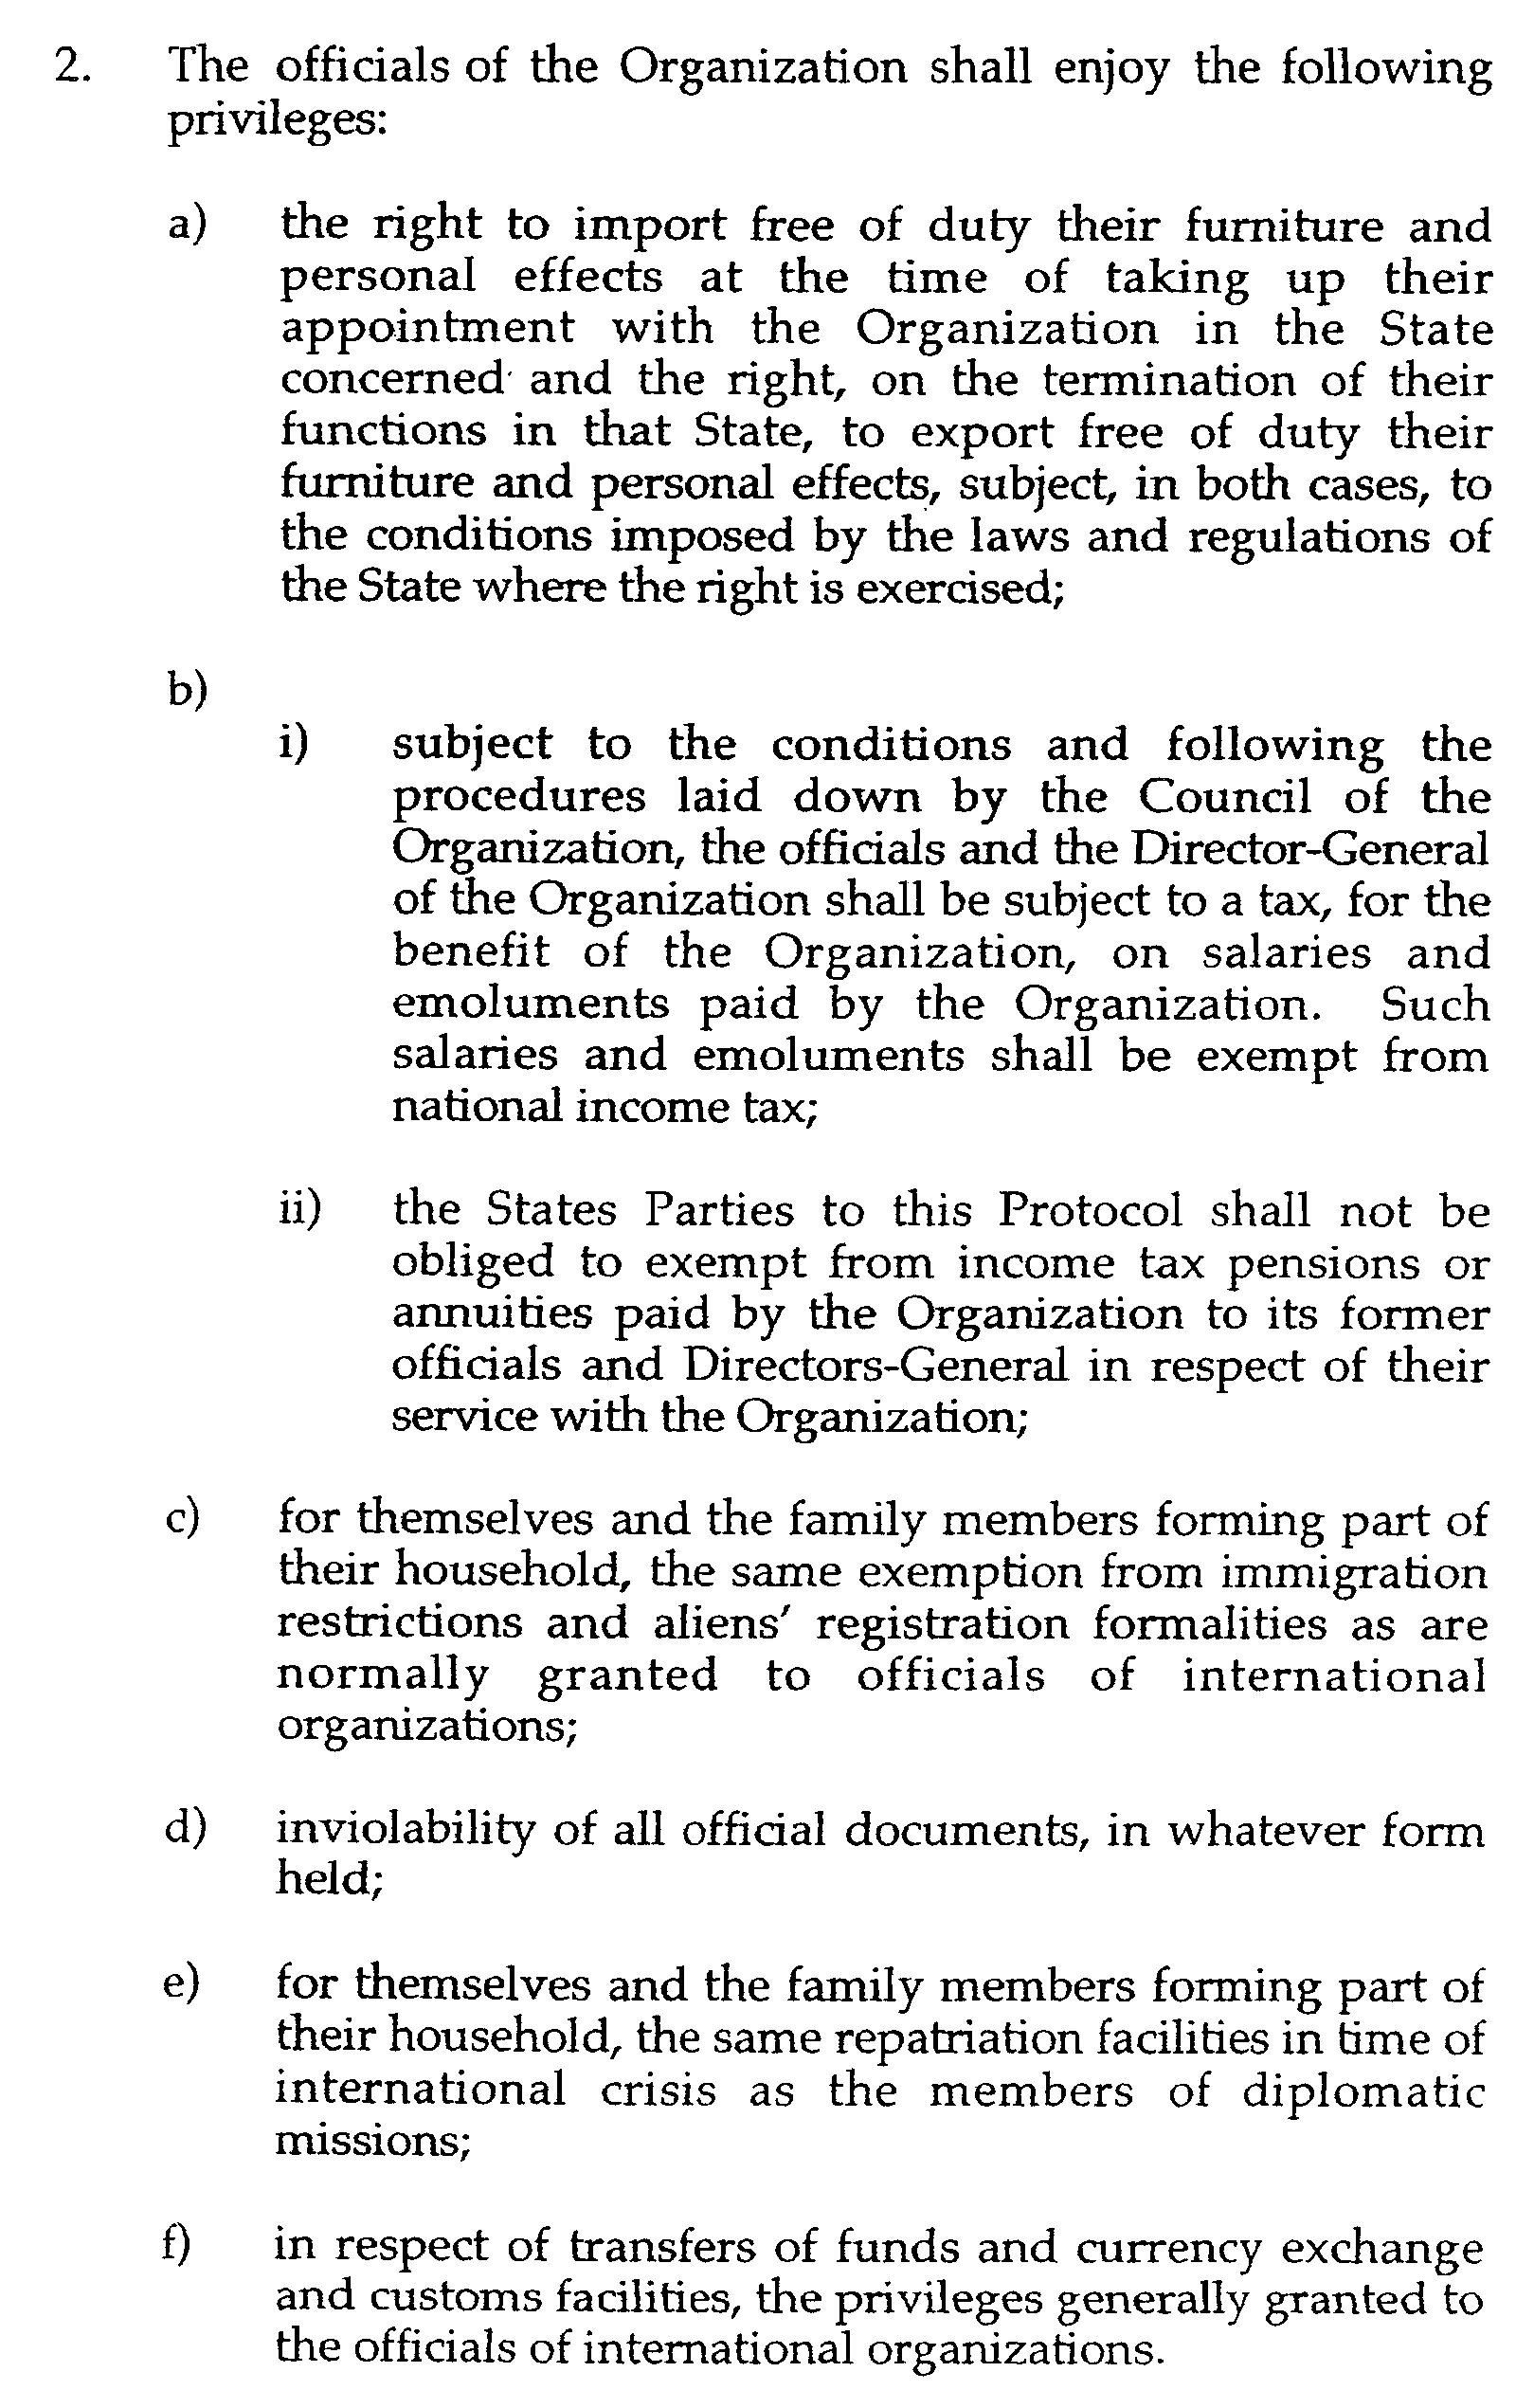 2. The officials of the Organization shall enjoy the following
privileges:
a) the right to import free of duty their furniture and
personal effects at the time of taking up their
appointment with the Organization in the State
concerned and the right, on the termination of their
functions in that State, to export free of duty their
furniture and personal effects, subject, in both cases, to
the conditions imposed by the laws and regulations of
the State where the right is exercised;
b)
i) subject to the conditions and following the
procedures laid down by the Council of the
Organization, the officials and the Director-General
of the Organization shall be subject to a tax, for the
benefit of the Organization, on salaries and
emoluments paid by the Organization. Such
salaries and emoluments shall be exempt from
national income tax;
ii) the States Parties to this Protocol shall not be
obliged to exempt from income tax pensions or
annuities paid by the Organization to its former
officials and Directors-General in respect of their
service with the Organization;
c) for themselves and the family members forming part of
their household, the same exemption from immigration
restrictions and aliens' registration formalities as are
normally granted to officials of international
organizations;
d) inviolability of all official documents, in whatever form
held;
e) for themselves and the family members forming part of
their household, the same repatriation facilities in time of
international crisis as the members of diplomatic
missions;
f) in respect of transfers of funds and currency exchange
and customs facilities, the privileges generally granted to
the officials of international organizations.